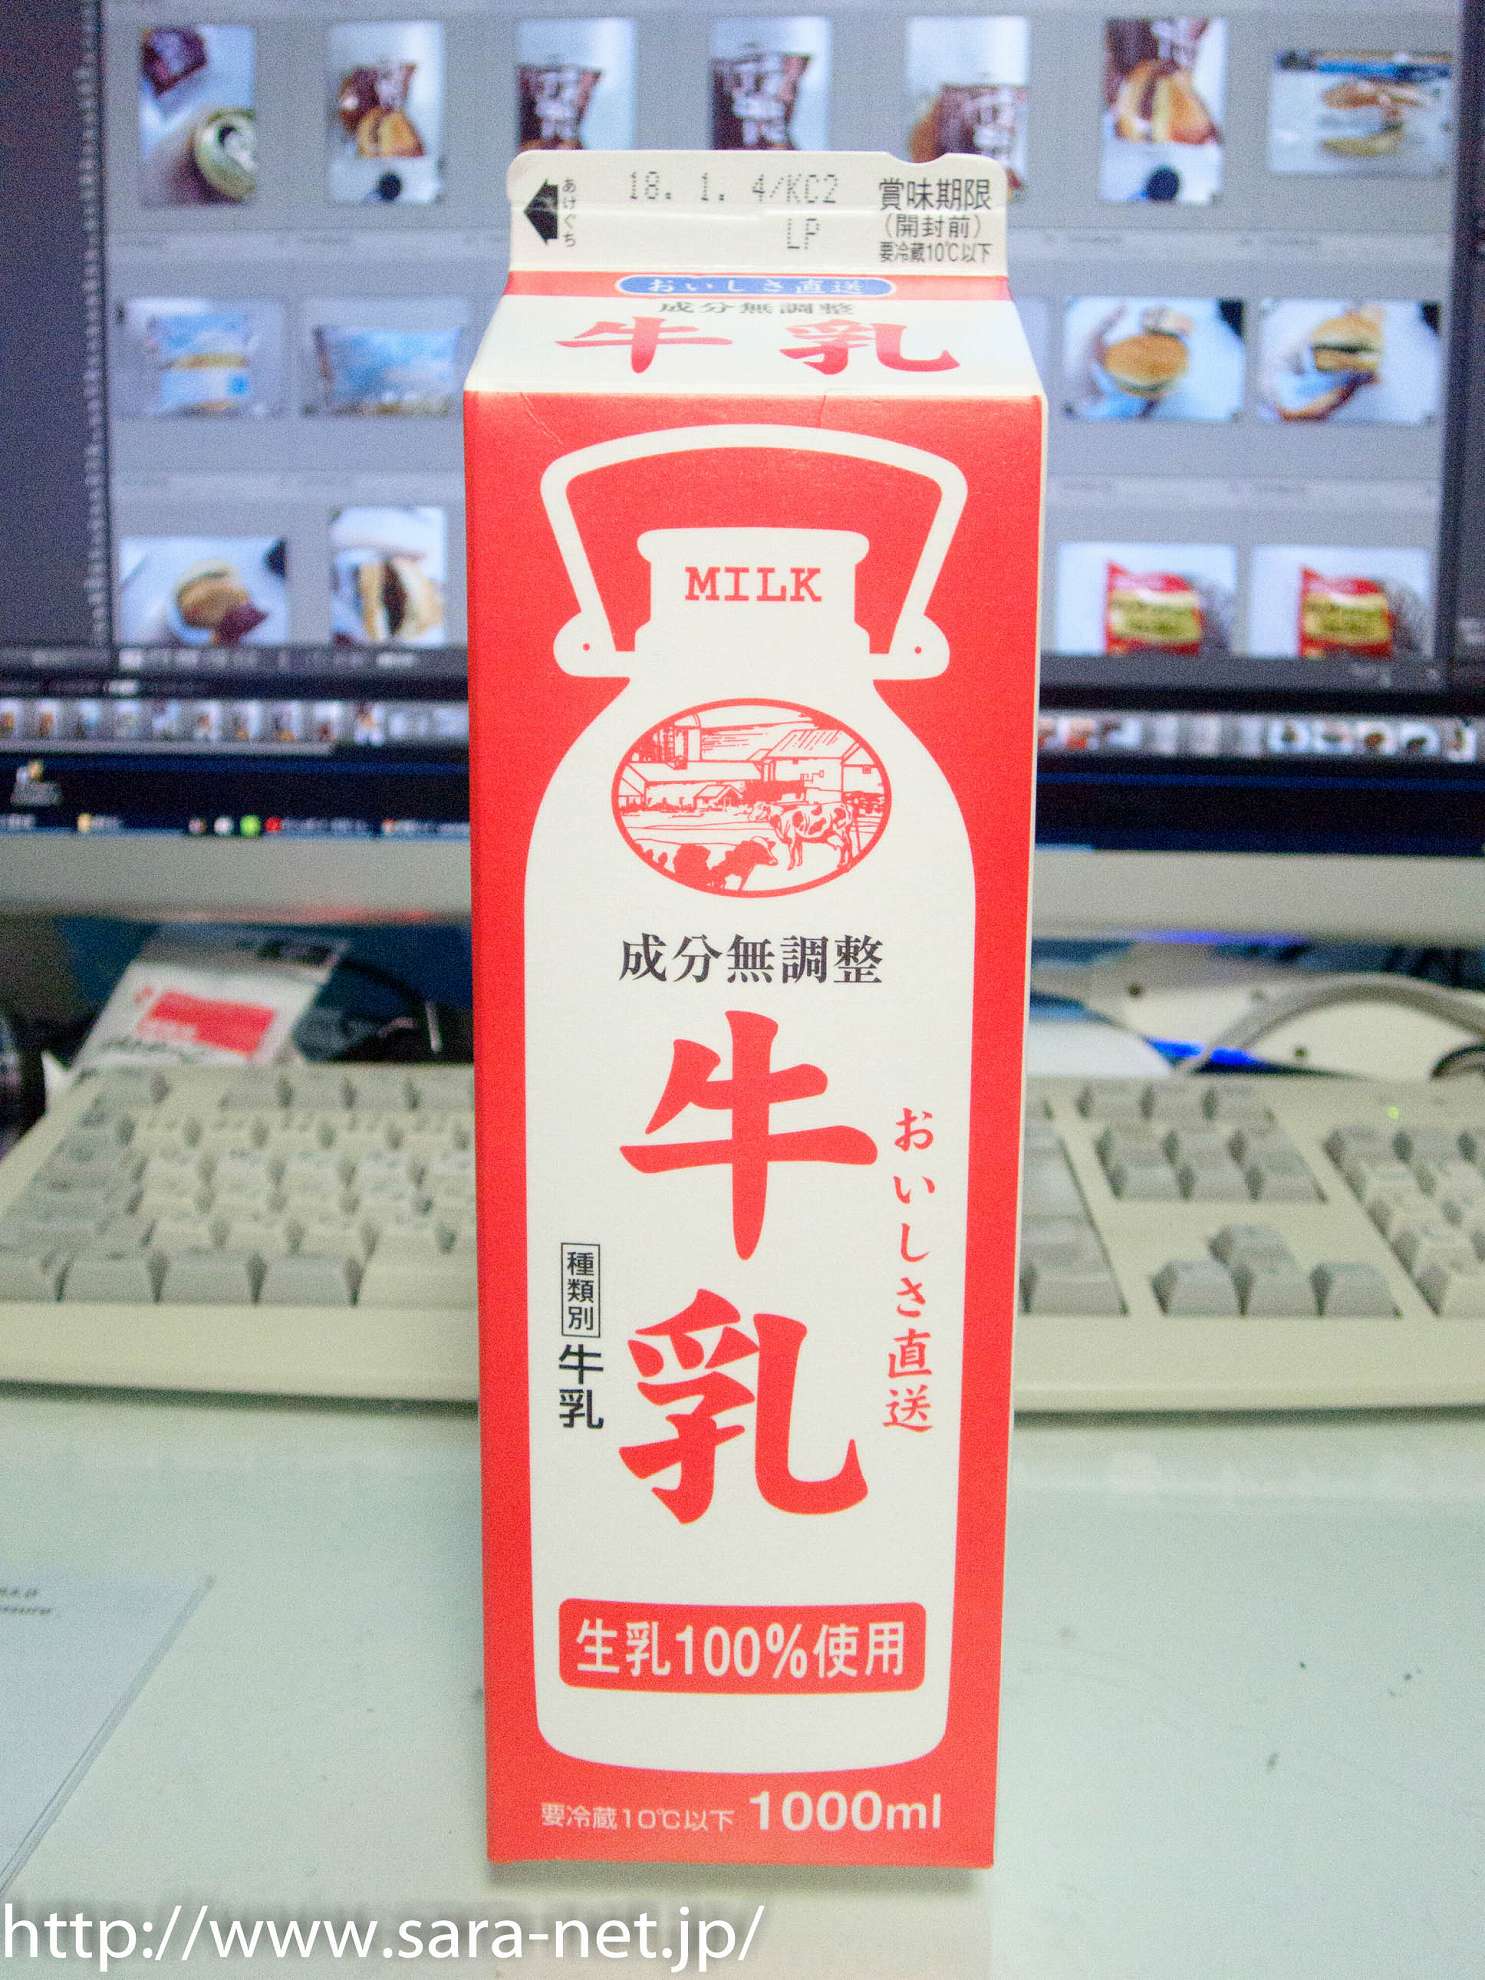 あけぐち
18. 1. 4/KC2
LP
賞味期限
(開封前)
要冷蔵10℃以下
おいしさ直送
成分無調整
牛乳
MILK
成分無調整
牛乳
おいしさ直送
種類別
牛乳
生乳100%使用
要冷蔵10℃以下 1000ml
http://www.sara-net.jp/